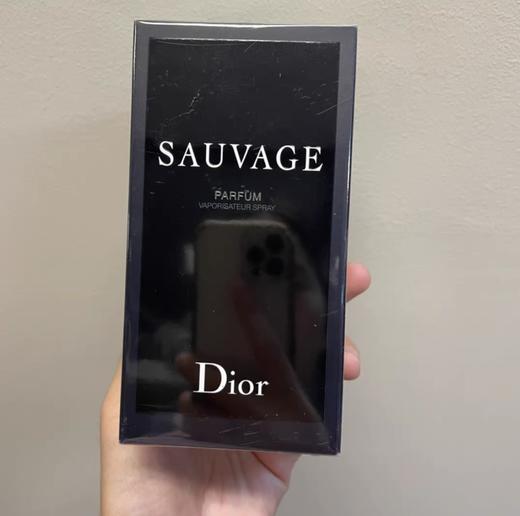 SAUVAGE
PARFUM
VAPORISATEUR SPRAY
Dior